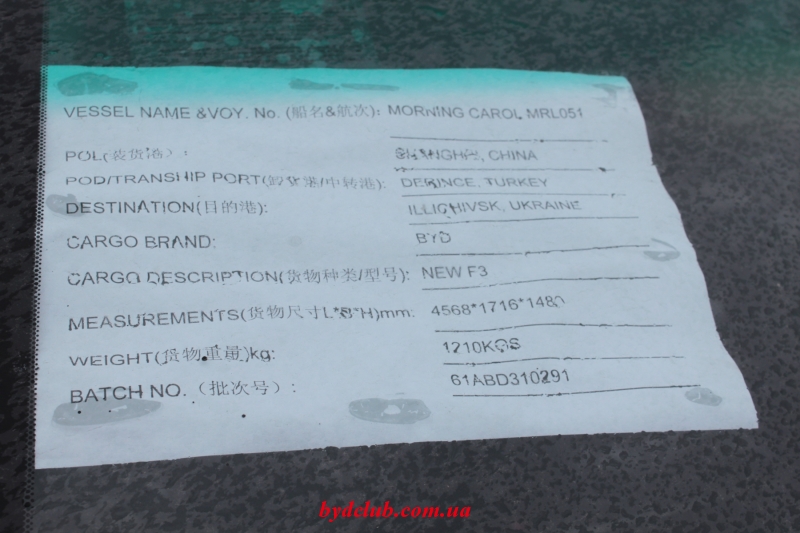 VESSEL NAME &VOY. No. (船名&航次): MORNING CAROL MRL051
POL(装货港): SHANGHAI, CHINA
POD/TRANSHIP PORT(卸货港/中转港): DERINCE, TURKEY
DESTINATION(目的港): ILLICHIVSK, UKRAINE
CARGO BRAND: BYD
CARGO DESCRIPTION(货物种类/型号): NEW F3
MEASUREMENTS(货物尺寸L*B*H)mm: 4568*1716*1480
WEIGHT(货物重量)kg: 1210KGS
BATCH NO. (批次号): 61ABD310291
bydclub.com.ua